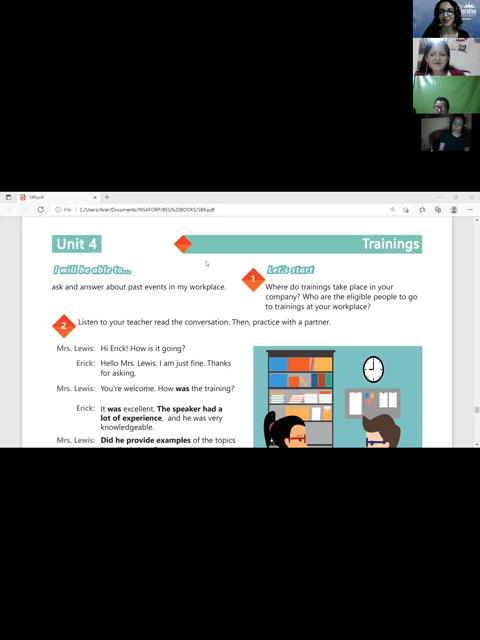 SB6.pdf
File
C:/Users/Acer/Documents/INSAFORP/BEG%20BOOKS/SB6.pdf
Unit 4
Trainings
I will be able to...
ask and answer about past events in my workplace.
1
Let's start
Where do trainings take place in your
company? Who are the eligible people to go
to trainings at your workplace?
2
Listen to your teacher read the conversation. Then, practice with a partner.
Mrs. Lewis: Hi Erick! How is it going?
Erick: Hello Mrs. Lewis. I am just fine. Thanks
for asking,
Mrs. Lewis: You're welcome. How was the training?
Erick: It was excellent. The speaker had a
lot of experience, and he was very
knowledgeable.
Mrs. Lewis: Did he provide examples of the topics